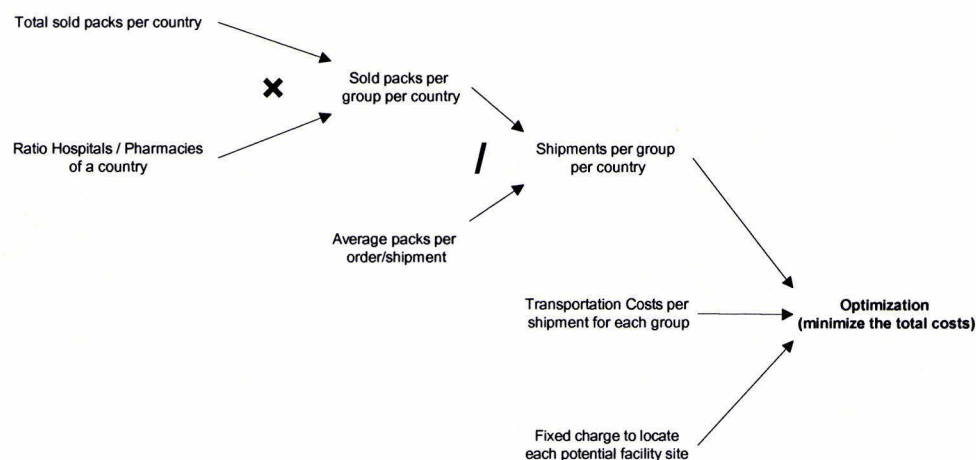 Total sold packs per country
Sold packs per
group per country
Ratio Hospitals / Pharmacies
of a country
/
Shipments per group
per country
Average packs per
order/shipment
Transportation Costs per
shipment for each group
Optimization
(minimize the total costs)
Fixed charge to locate
each potential facility site